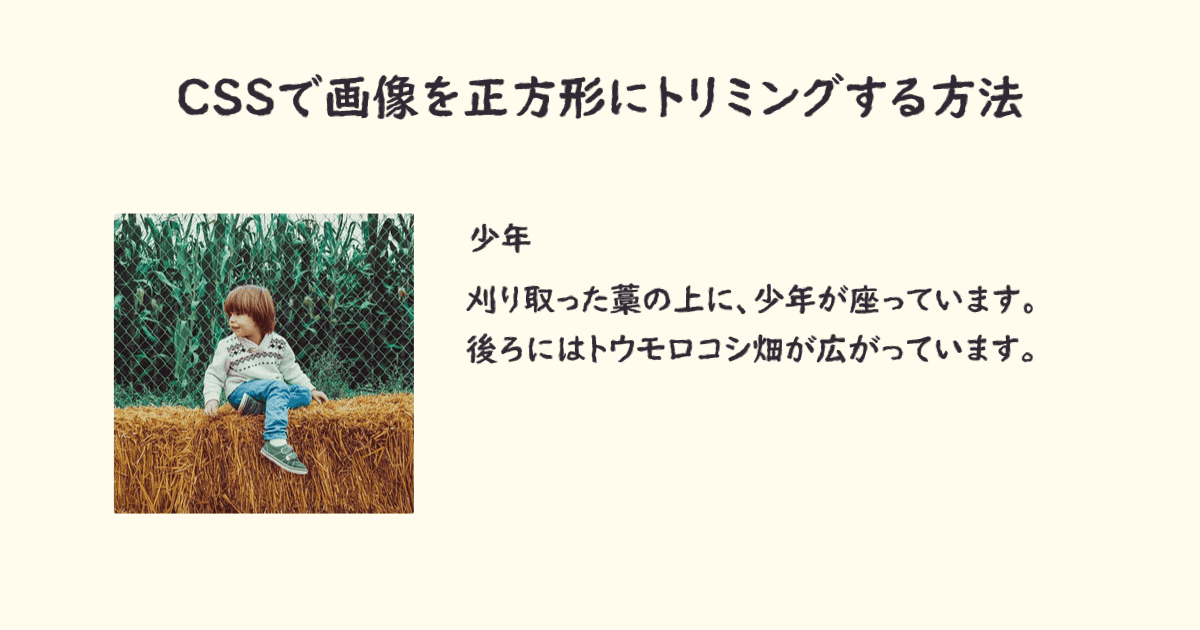 CSSで画像を正方形にトリミングする方法
少年
刈り取った藁の上に、少年が座っています。
後ろにはトウモロコシ畑が広がっています。